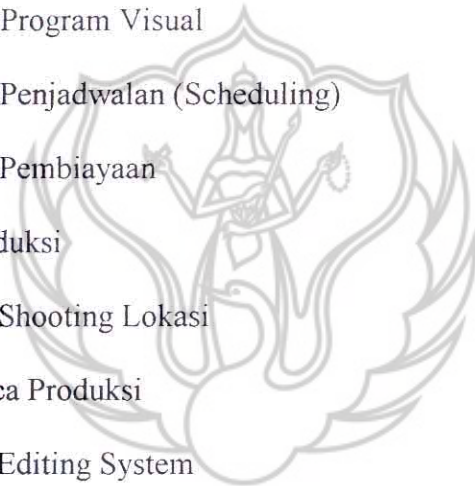 Program Visual
Penjadwalan (Scheduling)
Pembiayaan
duksi
Shooting Lokasi
ca Produksi
Editing System